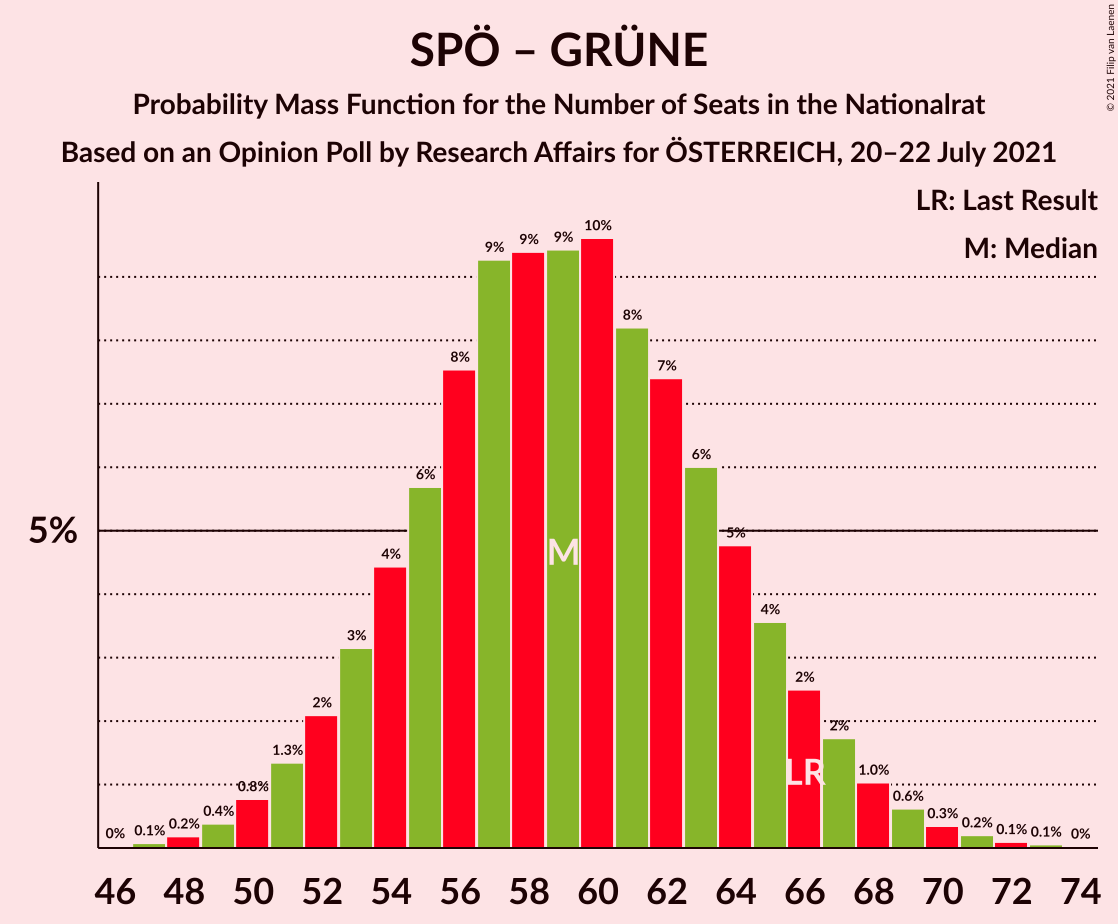 SPÖ – GRÜNE
Probability Mass Function for the Number of Seats in the Nationalrat
Based on an Opinion Poll by Research Affairs for ÖSTERREICH, 20–22 July 2021
© 2021 Filip van Laenen
LR: Last Result
M: Median
5%
0% 0.1% 0.2% 0.4% 0.8% 1.3% 2% 3% 4% 6% 8% 9% 9% 9% 10% 8% 7% 6% 5% 4% 2% 2% 1.0% 0.6% 0.3% 0.2% 0.1% 0.1% 0%
M
LR
46 48 50 52 54 56 58 60 62 64 66 68 70 72 74